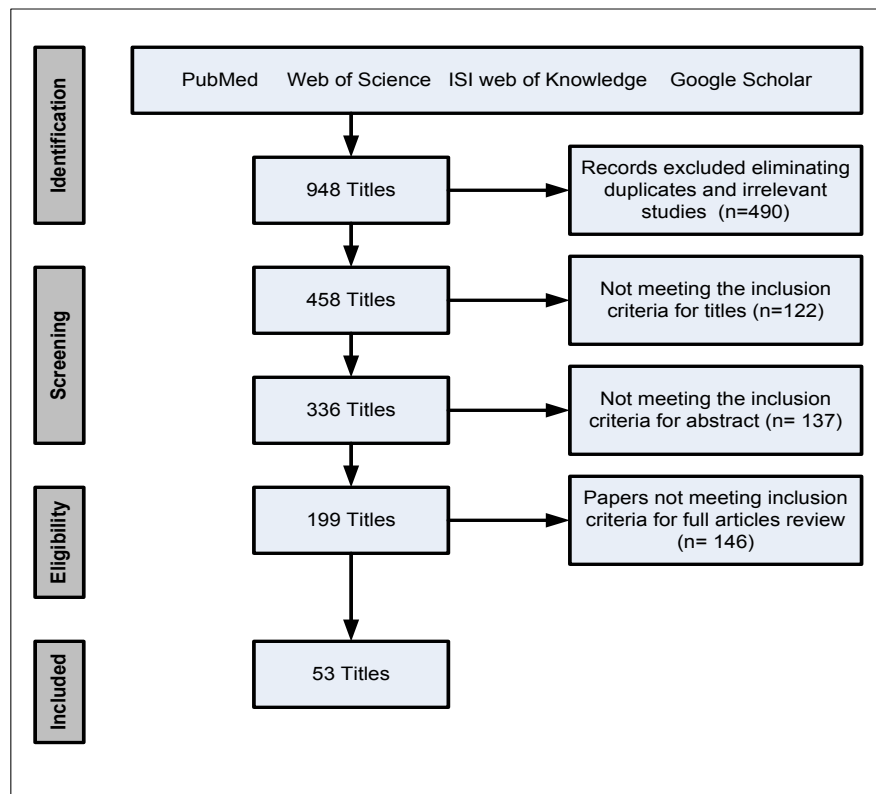 Identification
PubMed Web of Science ISI web of Knowledge Google Scholar
948 Titles
Records excluded eliminating
duplicates and irrelevant
studies (n=490)
Screening
458 Titles
Not meeting the inclusion
criteria for titles (n=122)
336 Titles
Not meeting the inclusion
criteria for abstract (n= 137)
Eligibility
199 Titles
Papers not meeting inclusion
criteria for full articles review
(n= 146)
Included
53 Titles